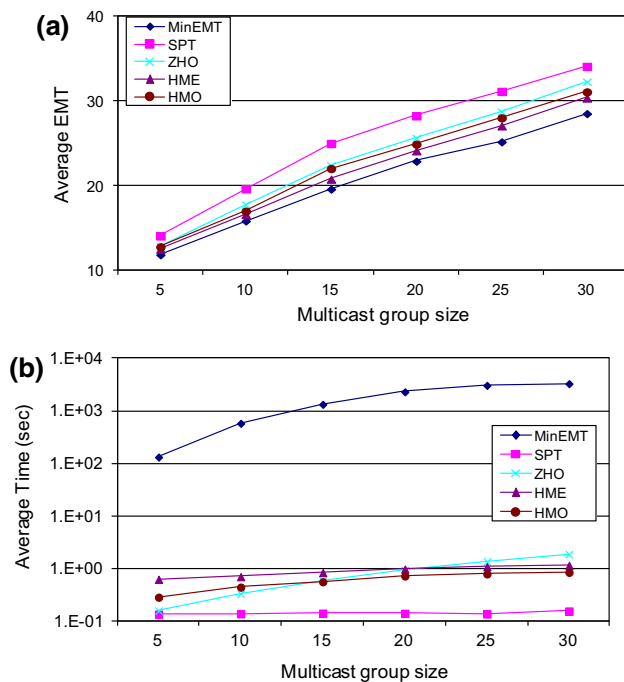 (a)
40
30
20
10
Average EMT
MinEMT
SPT
ZHO
HME
HMO
5 10 15 20 25 30
Multicast group size
(b)
1.E+04
1.E+03
1.E+02
1.E+01
1.E+00
1.E-01
Average Time (sec)
MinEMT
SPT
ZHO
HME
HMO
5 10 15 20 25 30
Multicast group size